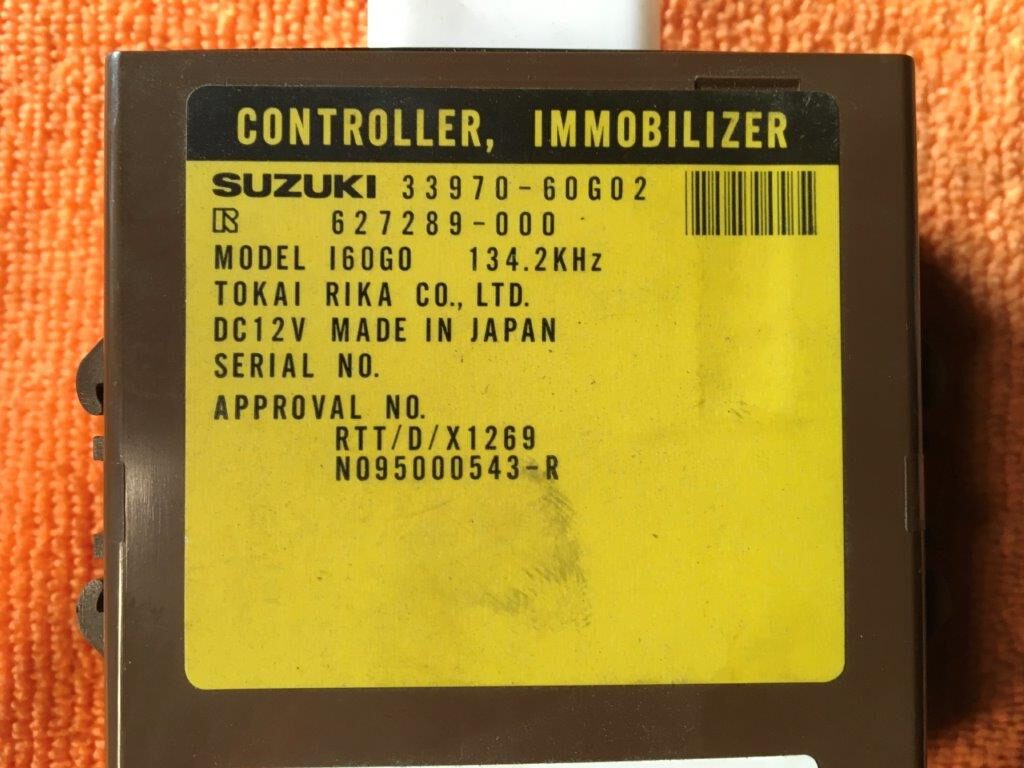 CONTROLLER, IMMOBILIZER
SUZUKI 33970-60G02
R 627289-000
MODEL I60G0 134.2KHz
TOKAI RIKA CO., LTD.
DC12V MADE IN JAPAN
SERIAL NO.
APPROVAL NO.
RTT/D/X1269
N095000543-R